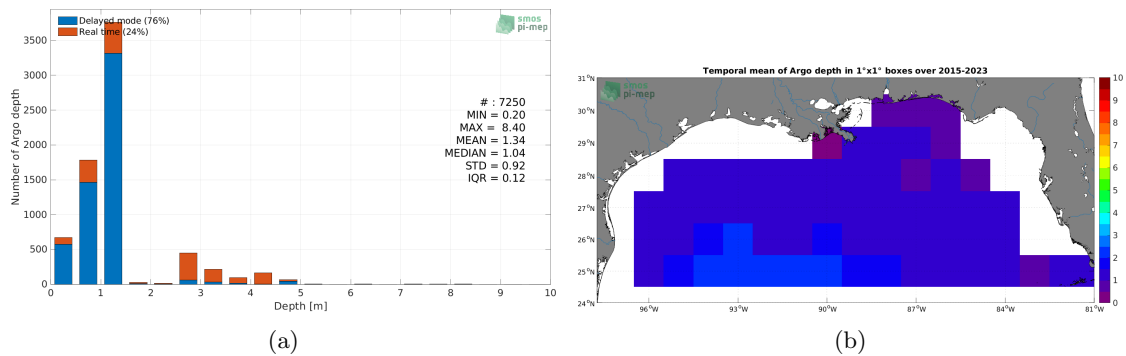 Delayed mode (76%)
Real time (24%)
smos
pi-mep
3500
3000
2500
2000
1500
1000
500
0
Number of Argo depth
# : 7250
MIN = 0.20
MAX = 8.40
MEAN = 1.34
MEDIAN = 1.04
STD = 0.92
IQR = 0.12
0 1 2 3 4 5 6 7 8 9 10
Depth [m]
(a)
Temporal mean of Argo depth in 1°x1° boxes over 2015-2023
smos
pi-mep
31°N
30°N
29°N
28°N
27°N
26°N
25°N
24°N
96°W 93°W 90°W 87°W 84°W 81°W
10
9
8
7
6
5
4
3
2
1
0
(b)